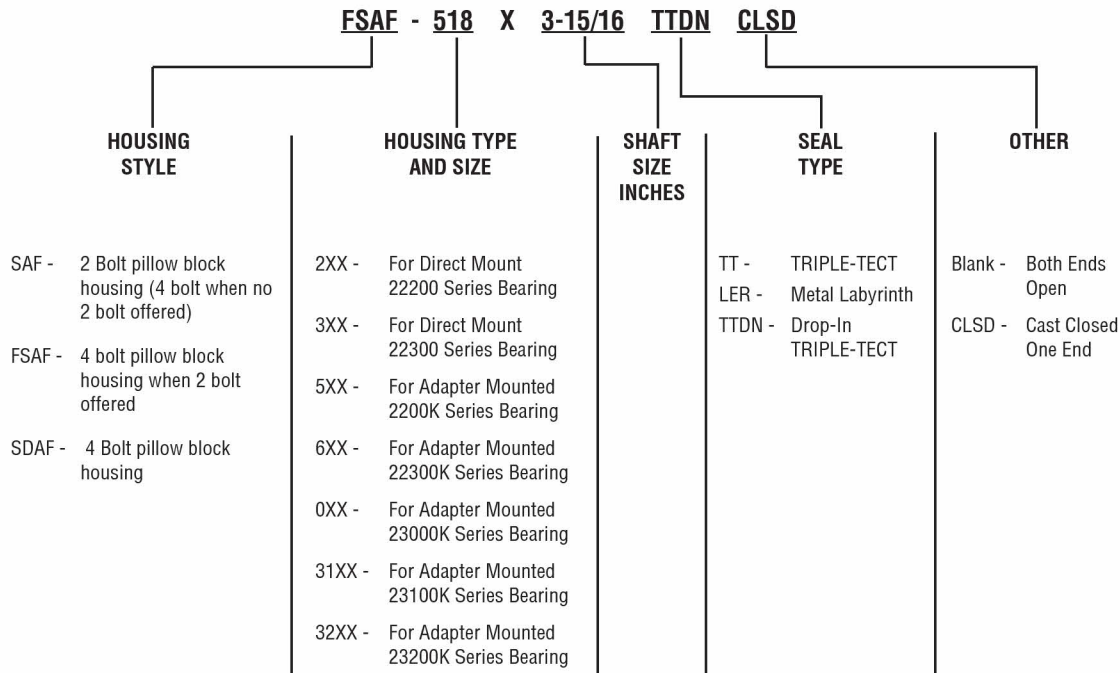 FSAF - 518 X 3-15/16 TTDN CLSD
HOUSING
STYLE
SAF - 2 Bolt pillow block
housing (4 bolt when no
2 bolt offered)
FSAF - 4 bolt pillow block
housing when 2 bolt
offered
SDAF - 4 Bolt pillow block
housing
HOUSING TYPE
AND SIZE
2XX - For Direct Mount
22200 Series Bearing
3XX - For Direct Mount
22300 Series Bearing
5XX - For Adapter Mounted
2200K Series Bearing
6XX - For Adapter Mounted
22300K Series Bearing
0XX - For Adapter Mounted
23000K Series Bearing
31XX - For Adapter Mounted
23100K Series Bearing
32XX - For Adapter Mounted
23200K Series Bearing
SHAFT
SIZE
INCHES
SEAL
TYPE
TT - TRIPLE-TECT
LER - Metal Labyrinth
TTDN - Drop-In
TRIPLE-TECT
OTHER
Blank - Both Ends
Open
CLSD - Cast Closed
One End